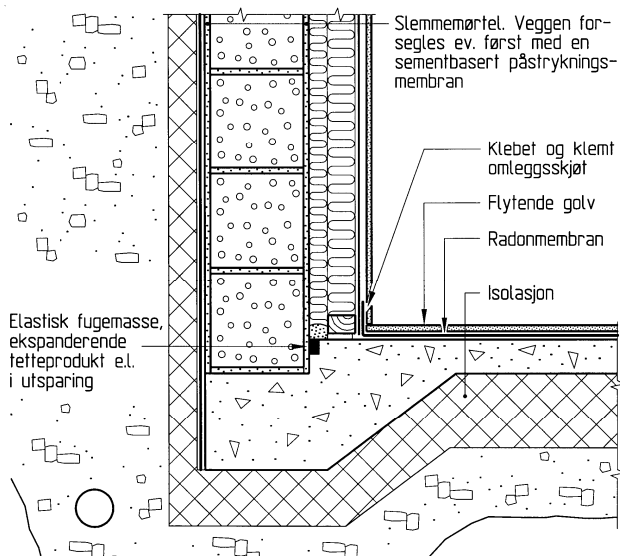 Slemmemørtel. Veggen for-
segles ev. først med en
sementbasert påstryknings-
membran
Klebet og klemt
omleggsskjøt
Flytende golv
Radonmembran
Isolasjon
Elastisk fugemasse,
ekspanderende
tetteprodukt e.l.
i utsparing